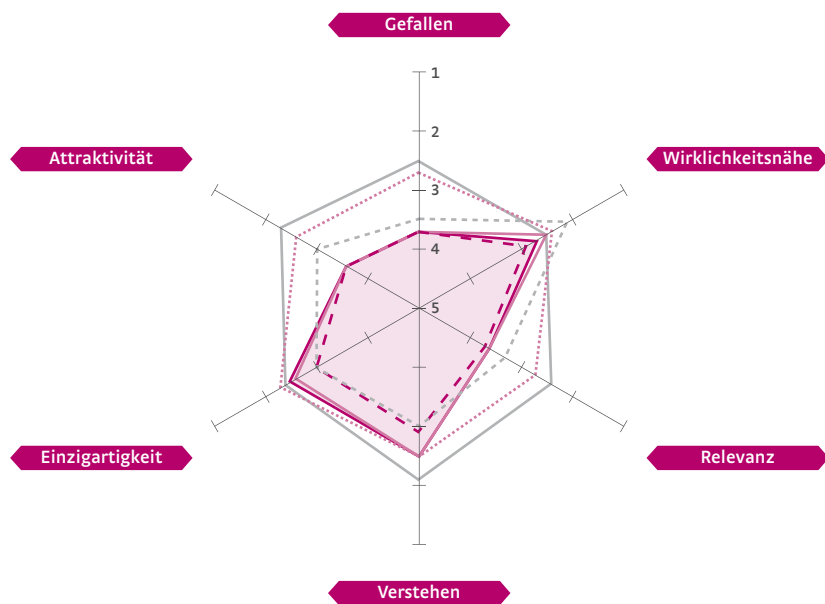 Gefallen
1
2
Attraktivität
Wirklichkeitsnähe
3
4
5
Einzigartigkeit
Relevanz
Verstehen